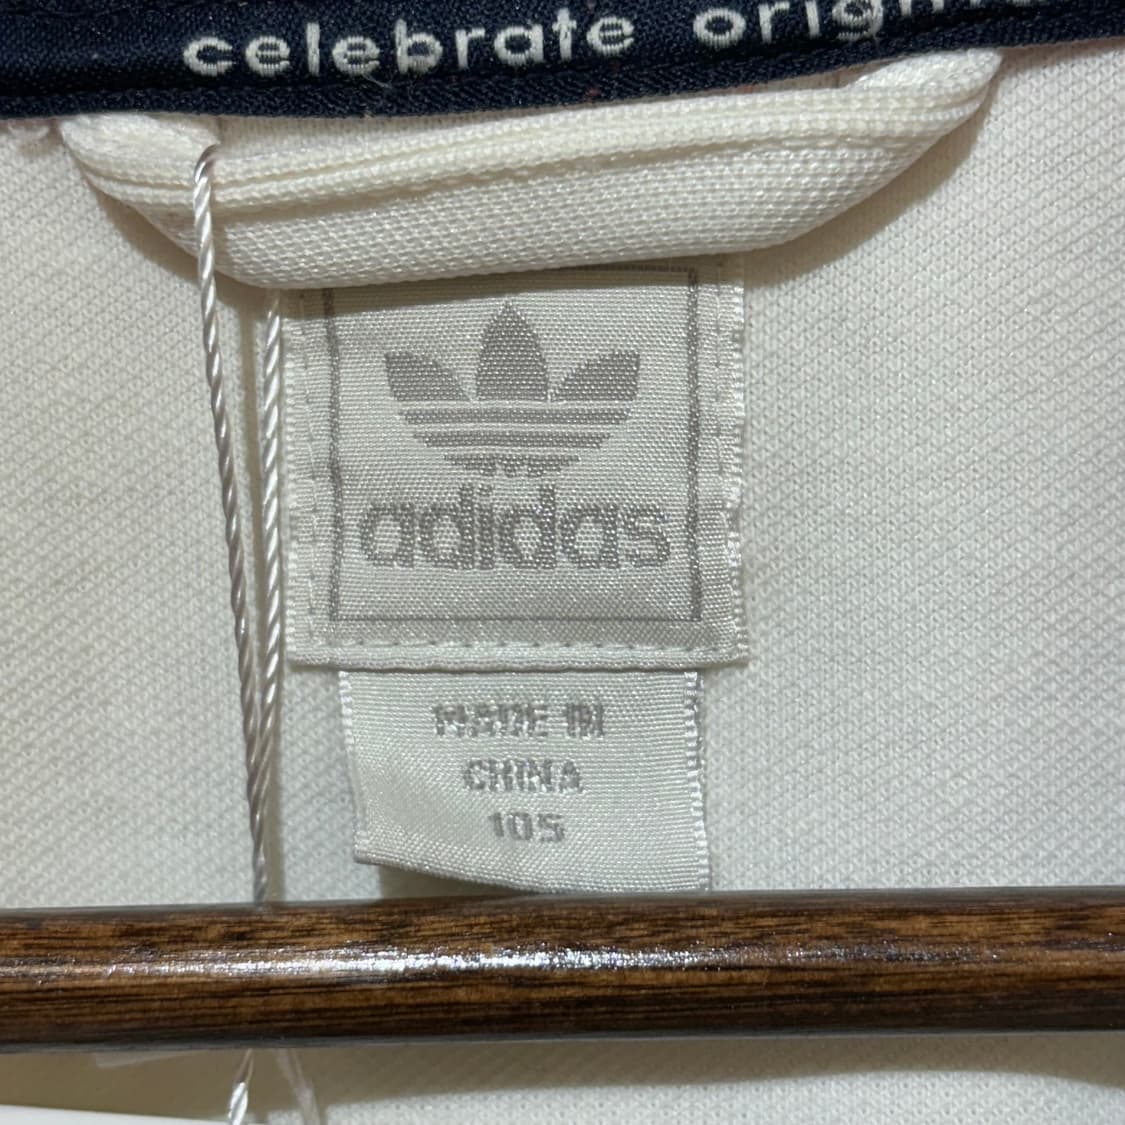 celebrate origin
adidas
MADE IN
CHINA
105